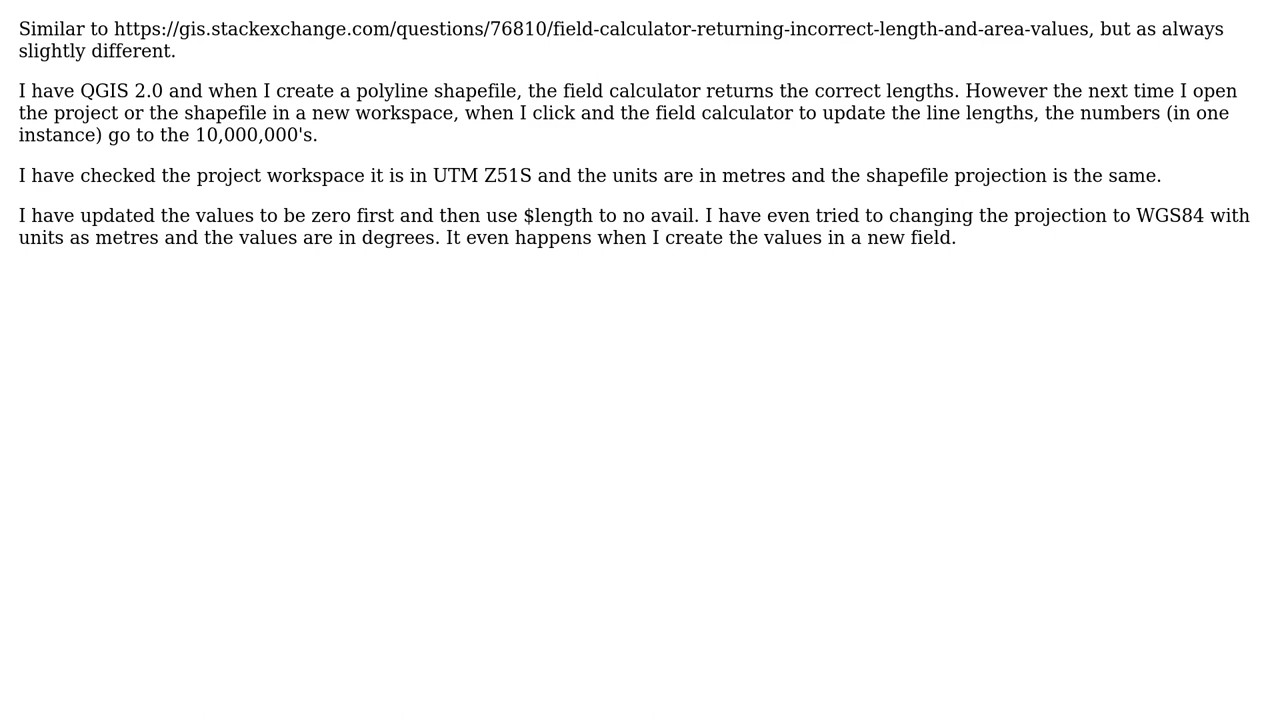 Similar to https://gis.stackexchange.com/questions/76810/field-calculator-returning-incorrect-length-and-area-values, but as always
slightly different.
I have QGIS 2.0 and when I create a polyline shapefile, the field calculator returns the correct lengths. However the next time I open
the project or the shapefile in a new workspace, when I click and the field calculator to update the line lengths, the numbers (in one
instance) go to the 10,000,000's.
I have checked the project workspace it is in UTM Z51S and the units are in metres and the shapefile projection is the same.
I have updated the values to be zero first and then use $length to no avail. I have even tried to changing the projection to WGS84 with
units as metres and the values are in degrees. It even happens when I create the values in a new field.